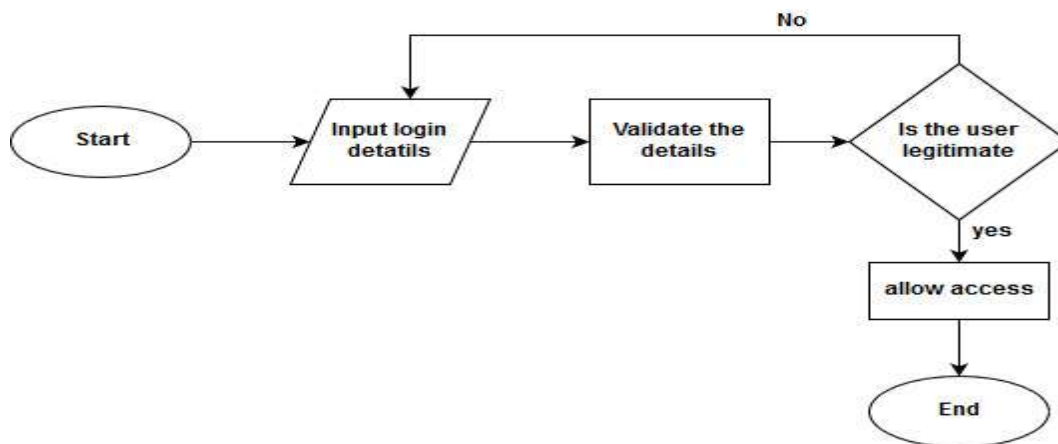 No
Start
Input login
detatils
Validate the
details
Is the user
legitimate
yes
allow access
End